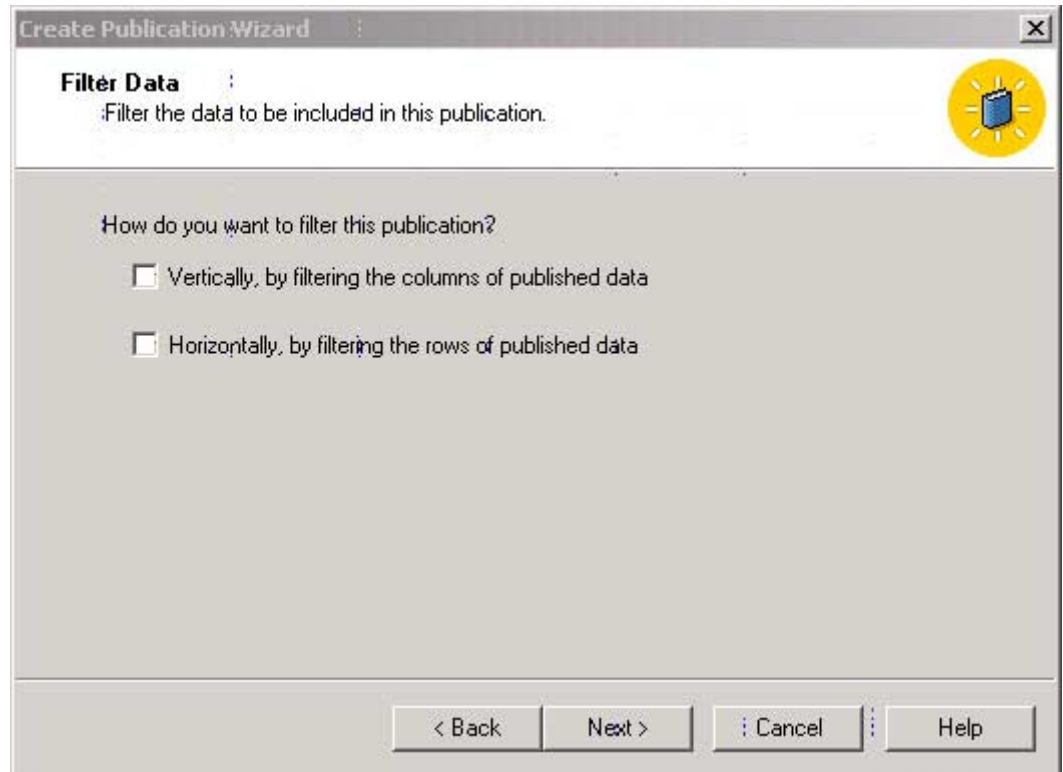 Create Publication Wizard
Filter Data
Filter the data to be included in this publication.
How do you want to filter this publication?
Vertically, by filtering the columns of published data
Horizontally, by filtering the rows of published data
< Back
Next >
Cancel
Help